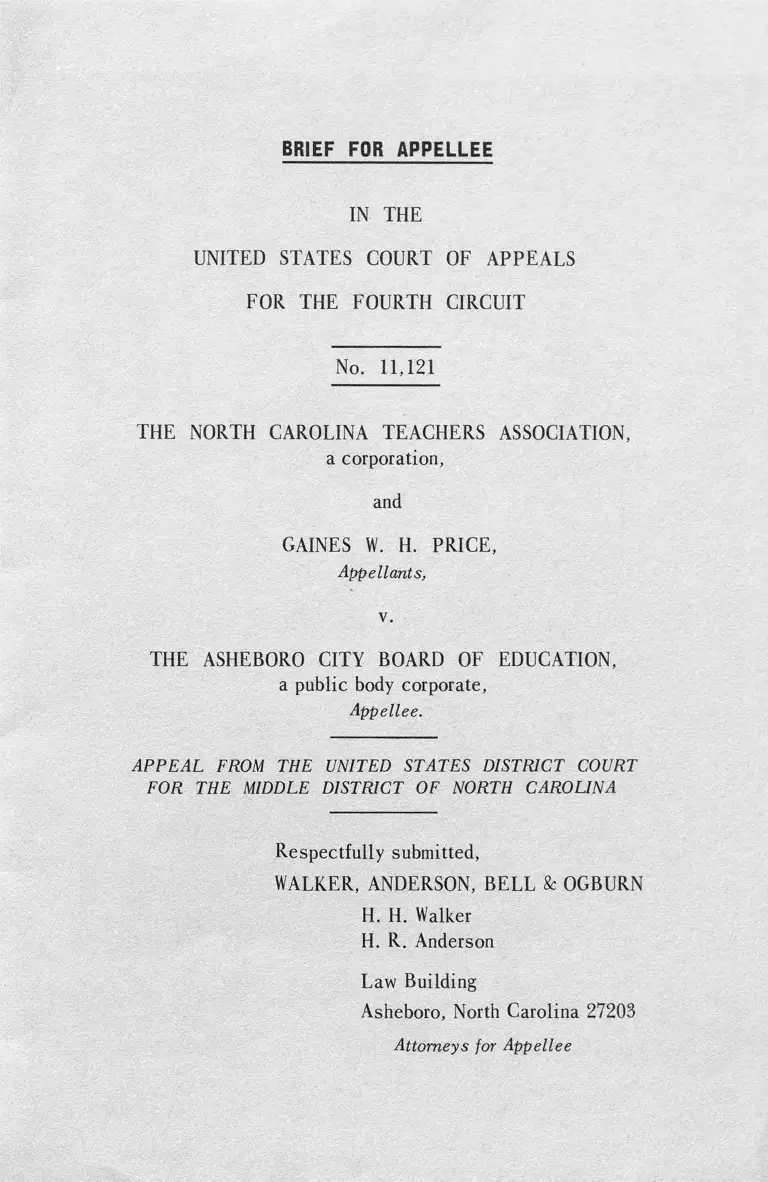 BRIEF FOR APPELLEE
IN THE
UNITED STATES COURT OF APPEALS
FOR THE FOURTH CIRCUIT
No. 11,121
THE NORTH CAROLINA TEACHERS ASSOCIATION,
a corporation,
and
GAINES W. H. PRICE,
Appellants,
v.
THE ASHEBORO CITY BOARD OF EDUCATION,
a public body corporate,
Appellee.
APPEAL FROM THE UNITED STATES DISTRICT COURT
FOR THE MIDDLE DISTRICT OF NORTH CAROLINA
Respectfully submitted,
WALKER, ANDERSON, BELL & OGBURN
H. H. Walker
H. R. Anderson
Law Building
Asheboro, North Carolina 27203
Attorneys for Appellee